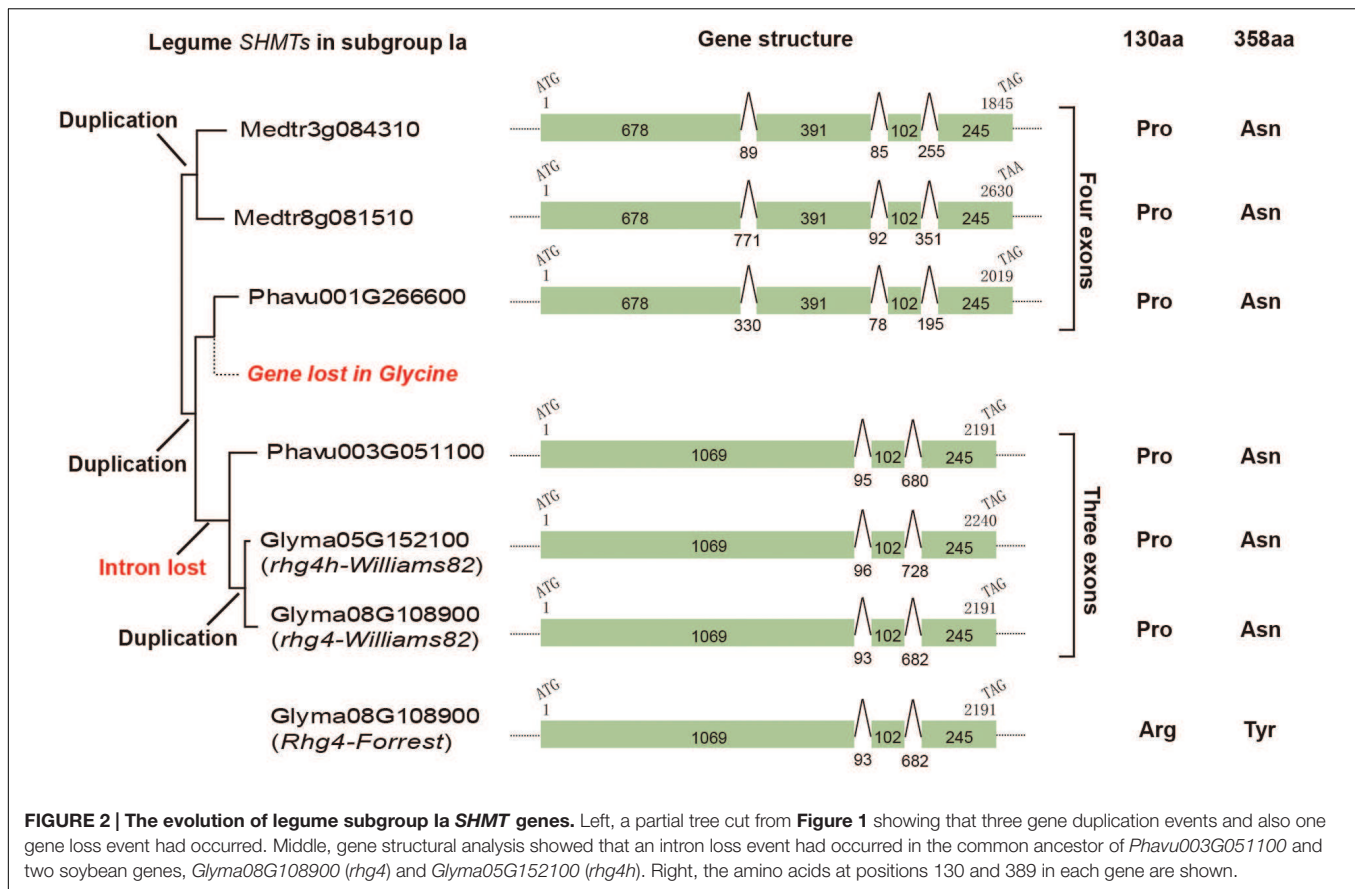 Legume SHMTs in subgroup Ia Gene structure 130aa 358aa
Duplication
Medtr3g084310
ATG
1
TAG
1845
678 391 102 245
89 85 255
Pro Asn
Medtr8g081510
ATG
1
TAA
2630
678 391 102 245
771 92 351
Pro Asn
Four exons
Phavu001G266600
ATG
1
TAG
2019
678 391 102 245
330 78 195
Pro Asn
Gene lost in Glycine
Duplication
Phavu003G051100
ATG
1
TAG
2191
1069 102 245
95 680
Pro Asn
Intron lost
Glyma05G152100
(rhg4h-Williams82)
ATG
1
TAG
2240
1069 102 245
96 728
Pro Asn
Three exons
Duplication
Glyma08G108900
(rhg4-Williams82)
ATG
1
TAG
2191
1069 102 245
93 682
Pro Asn
Glyma08G108900
(Rhg4-Forrest)
ATG
1
TAG
2191
1069 102 245
93 682
Arg Tyr
FIGURE 2 | The evolution of legume subgroup Ia SHMT genes. Left, a partial tree cut from Figure 1 showing that three gene duplication events and also one
gene loss event had occurred. Middle, gene structural analysis showed that an intron loss event had occurred in the common ancestor of Phavu003G051100 and
two soybean genes, Glyma08G108900 (rhg4) and Glyma05G152100 (rhg4h). Right, the amino acids at positions 130 and 389 in each gene are shown.